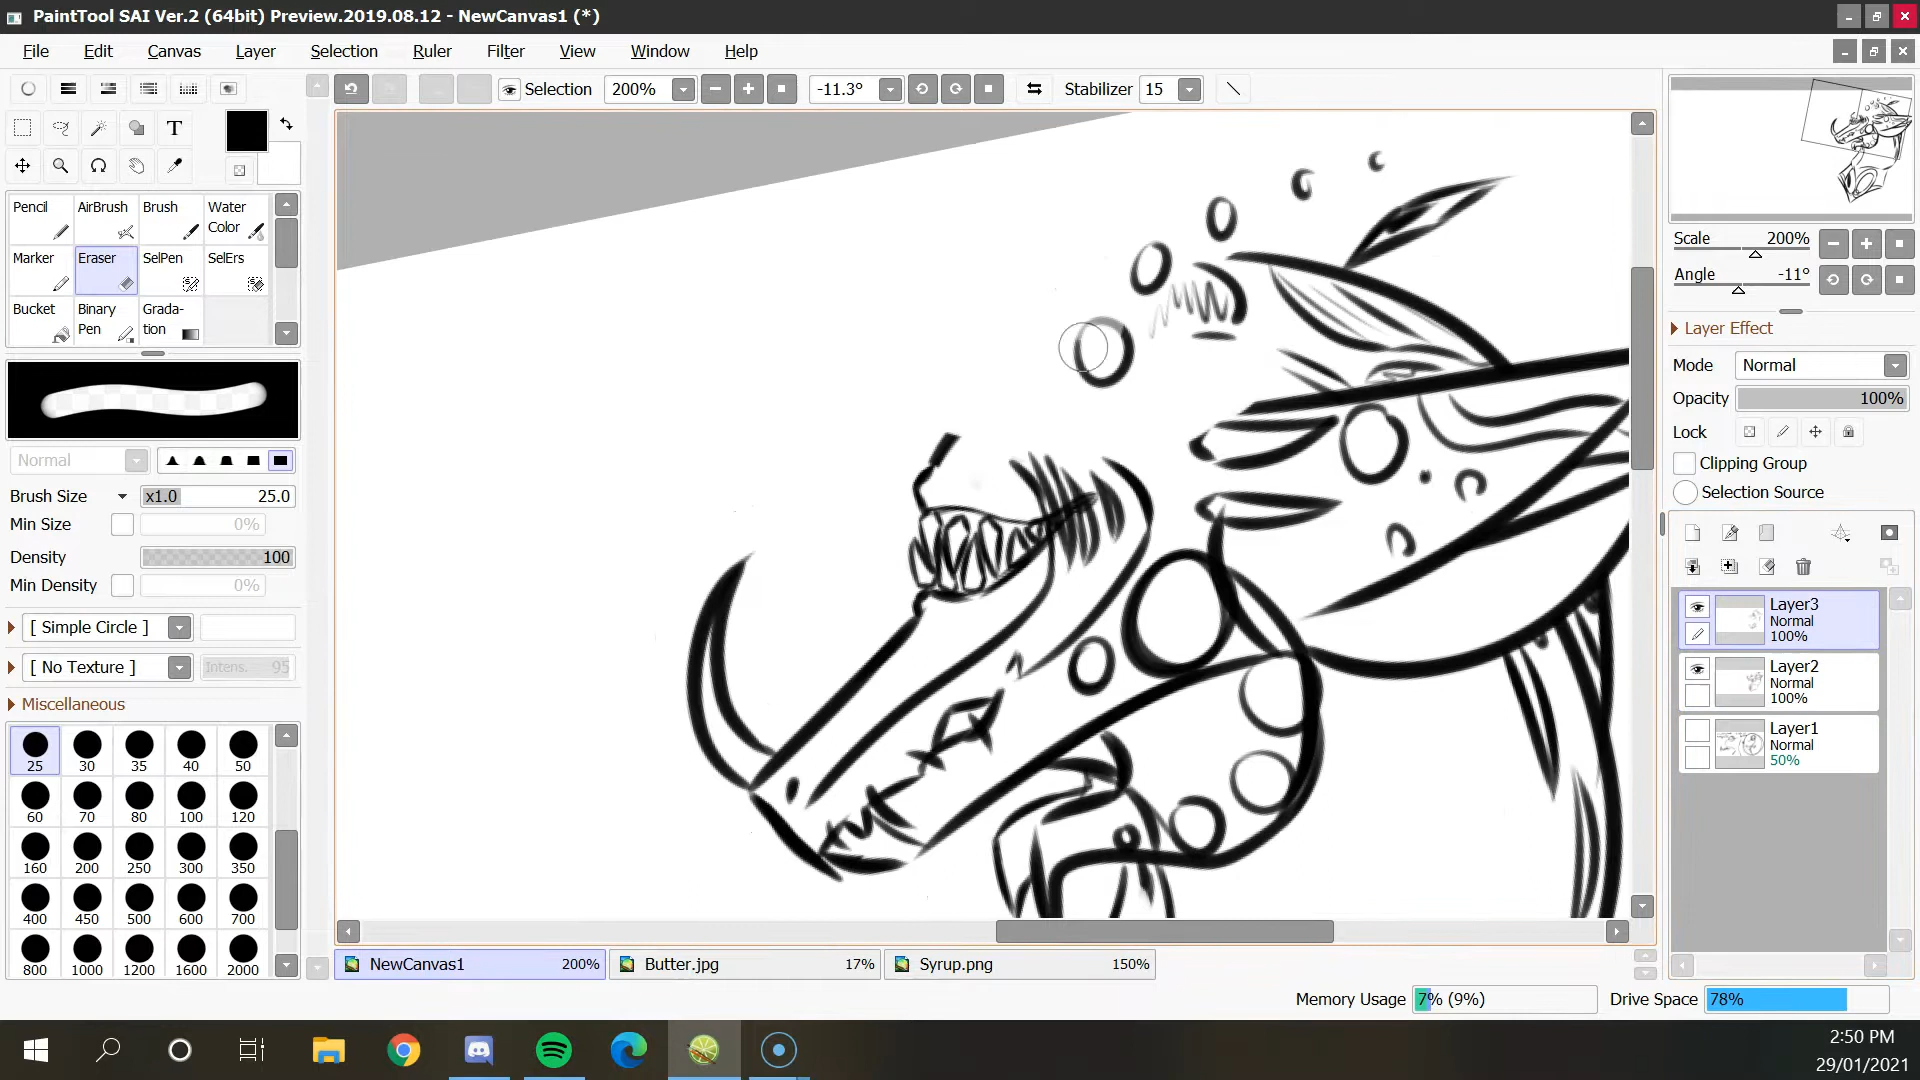 PaintTool SAI Ver.2 (64bit) Preview.2019.08.12 - NewCanvas1 (*)
File Edit Canvas Layer Selection Ruler Filter View Window Help
Selection 200% -11.3° Stabilizer 15
T
Pencil AirBrush Brush Water Color
Marker Eraser SelPen SelErs
Bucket Binary Pen Gradation
Normal
Brush Size x1.0 25.0
Min Size 0%
Density 100
Min Density 0%
[ Simple Circle ]
[ No Texture ] Intens. 95
Miscellaneous
25 30 35 40 50
60 70 80 100 120
160 200 250 300 350
400 450 500 600 700
800 1000 1200 1600 2000
Scale 200%
Angle -11°
Layer Effect
Mode Normal
Opacity 100%
Lock
Clipping Group
Selection Source
Layer3
Normal
100%
Layer2
Normal
100%
Layer1
Normal
50%
NewCanvas1 200% Butter.jpg 17% Syrup.png 150%
Memory Usage 7% (9%) Drive Space 78%
2:50 PM
29/01/2021